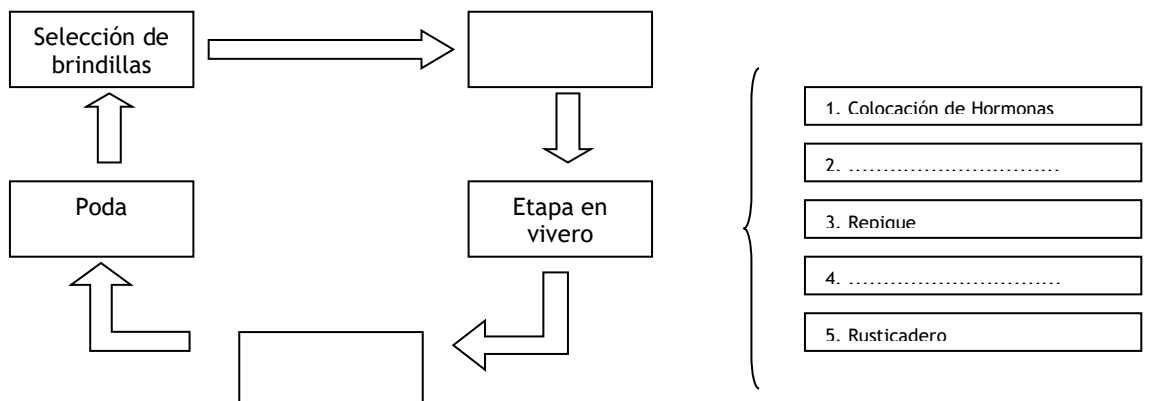 Selección de
brindillas
Poda
Etapa en
vivero
1. Colocación de Hormonas
2. ...............................
3. Repique
4. ...............................
5. Rusticadero